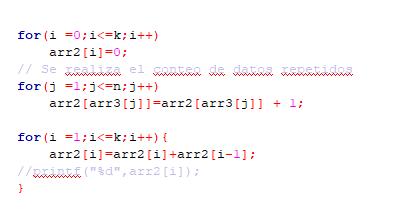 for(i =0;i<=k;i++)
arr2[i]=0;
// Se realiza el conteo de datos repetidos
for(j =1;j<=n;j++)
arr2[arr3[j]]=arr2[arr3[j]] + 1;
for(i =1;i<=k;i++){
arr2[i]=arr2[i]+arr2[i-1];
//printf("%d",arr2[i]);
}